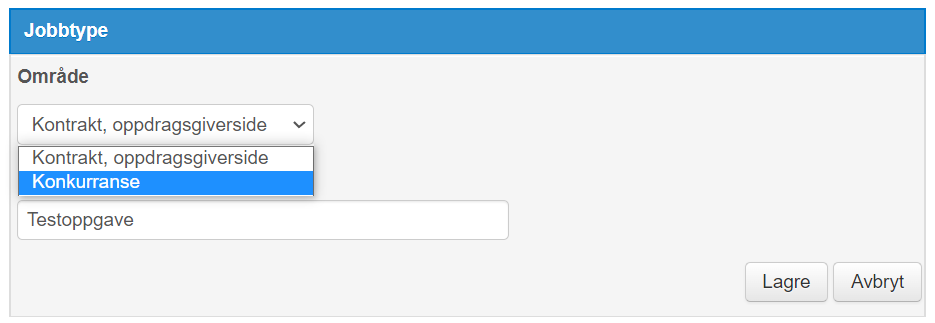 Jobbtype
Område
Kontrakt, oppdragsgiverside
Kontrakt, oppdragsgiverside
Konkurranse
Testoppgave
Lagre Avbryt